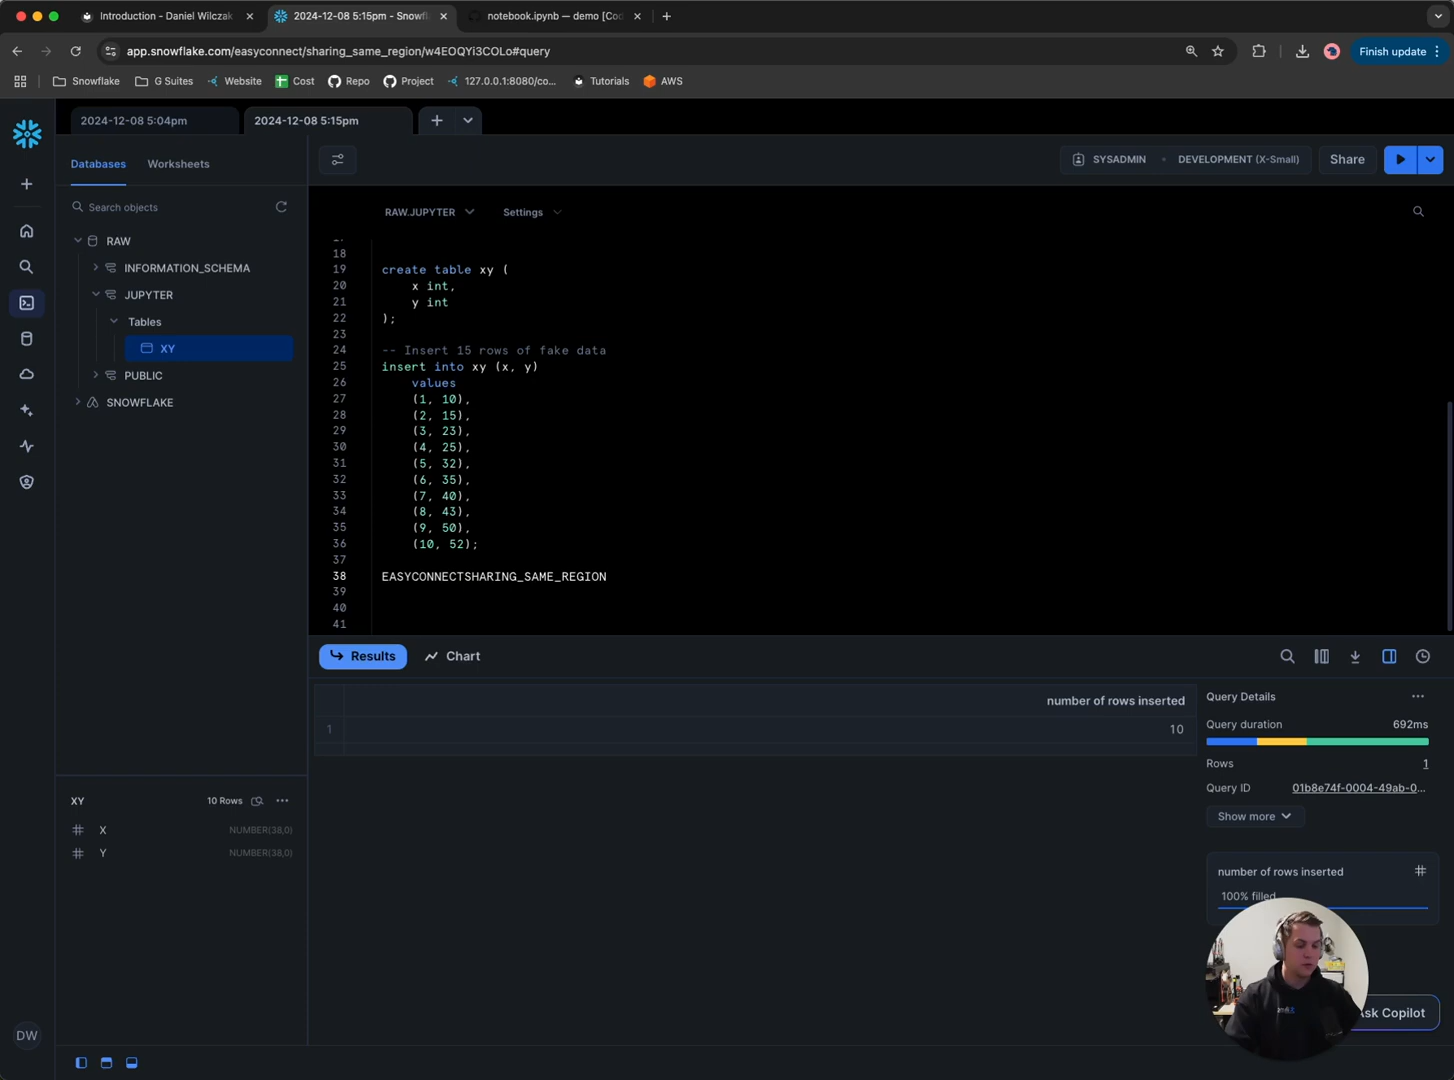 Introduction - Daniel Wilczak
2024-12-08 5:15pm - Snowfl
notebook.ipynb — demo [Cod
app.snowflake.com/easyconnect/sharing_same_region/w4EOQYi3COLo#query
Finish update
Snowflake
G Suites
Website
Cost
Repo
Project
127.0.0.1:8080/co...
Tutorials
AWS
2024-12-08 5:04pm
2024-12-08 5:15pm
Databases
Worksheets
SYSADMIN
DEVELOPMENT (X-Small)
Share
Search objects
RAW.JUPYTER
Settings
RAW
INFORMATION_SCHEMA
JUPYTER
Tables
XY
PUBLIC
SNOWFLAKE
17
18
19 create table xy (
20 x int,
21 y int
22 );
23
24 -- Insert 15 rows of fake data
25 insert into xy (x, y)
26 values
27 (1, 10),
28 (2, 15),
29 (3, 23),
30 (4, 25),
31 (5, 32),
32 (6, 35),
33 (7, 40),
34 (8, 43),
35 (9, 50),
36 (10, 52);
37
38 EASYCONNECTSHARING_SAME_REGION
39
40
41
Results
Chart
number of rows inserted
1 10
Query Details
...
Query duration 692ms
Rows 1
Query ID 01b8e74f-0004-49ab-0...
Show more
number of rows inserted
100% filled
XY 10 Rows ...
X NUMBER(38,0)
Y NUMBER(38,0)
Copilot
DW